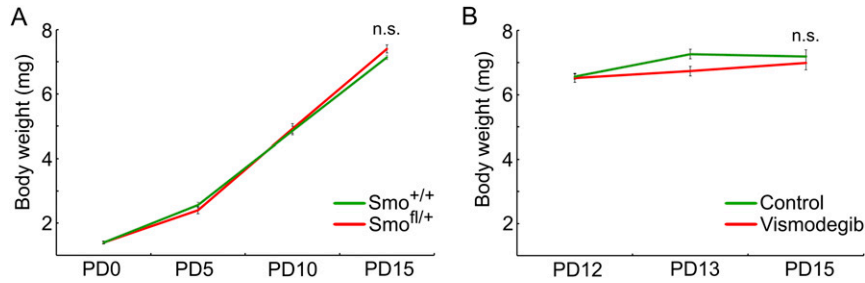 A
Body weight (mg)
8
6
4
2
n.s.
Smo+/+
Smofl/+
PD0 PD5 PD10 PD15
B
Body weight (mg)
8
6
4
2
n.s.
Control
Vismodegib
PD12 PD13 PD15